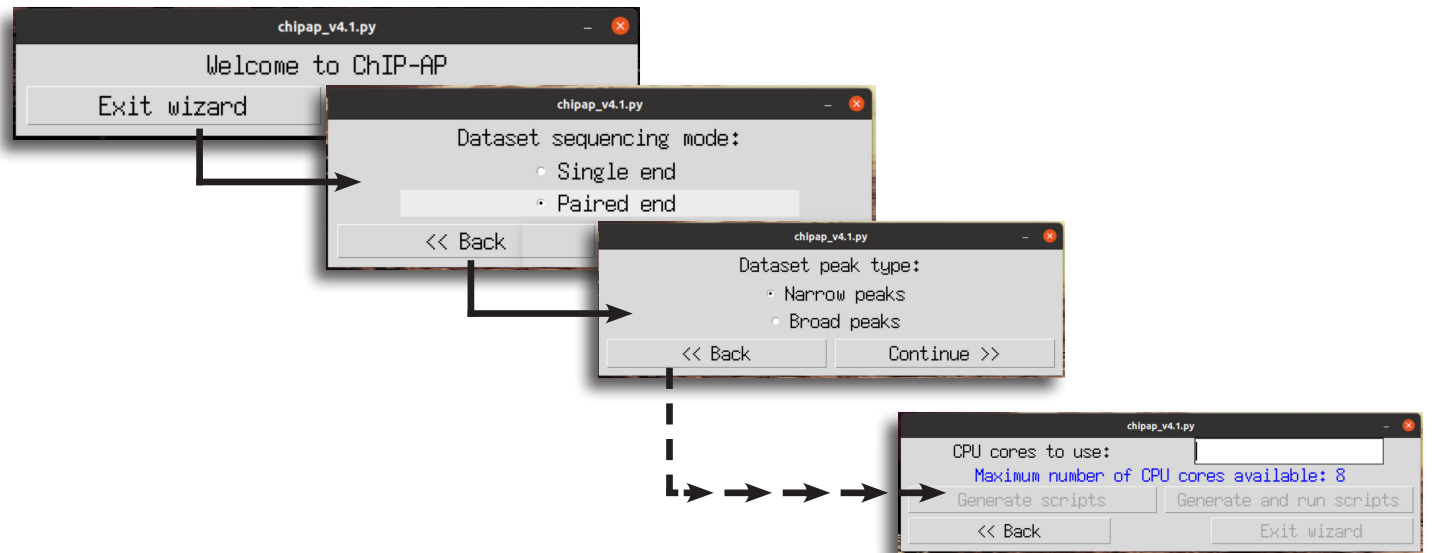 chipap_v4.1.py
Welcome to ChIP-AP
Exit wizard
chipap_v4.1.py
Dataset sequencing mode:
Single end
Paired end
<< Back
chipap_v4.1.py
Dataset peak type:
Narrow peaks
Broad peaks
<< Back Continue >>
chipap_v4.1.py
CPU cores to use:
Maximum number of CPU cores available: 8
Generate scripts Generate and run scripts
<< Back Exit wizard